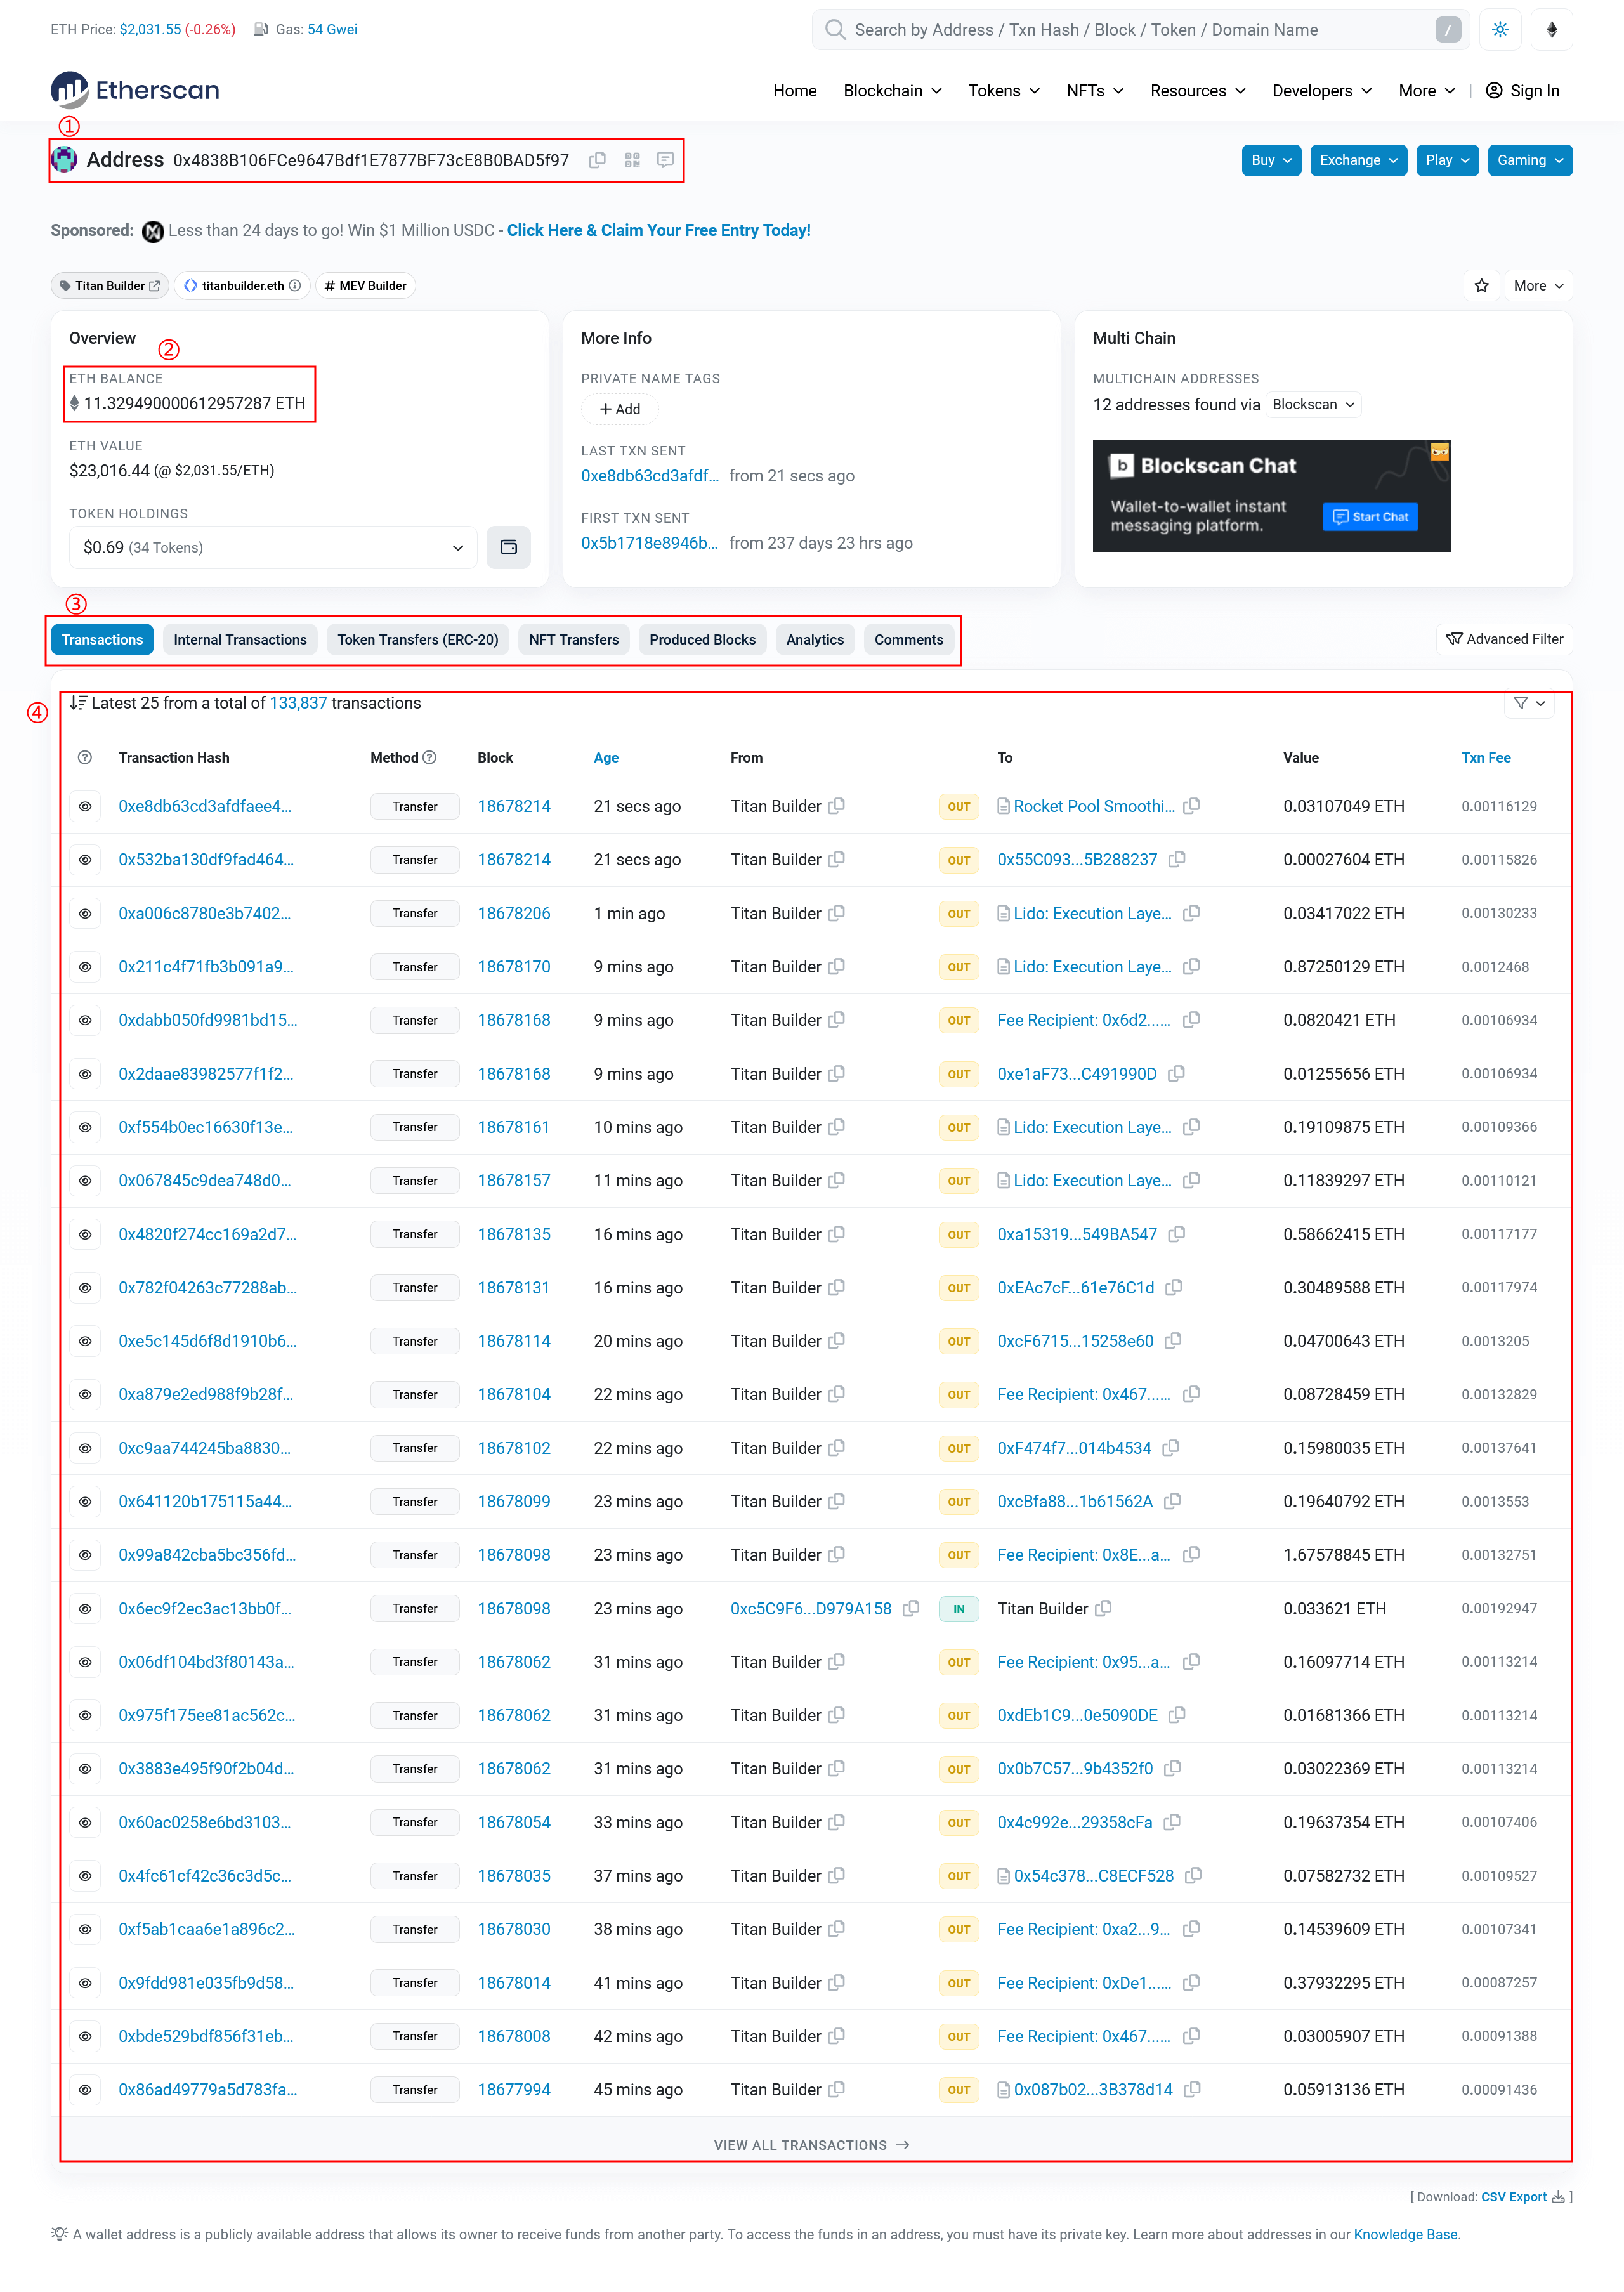 ETH Price: $2,031.55 (-0.26%) Gas: 54 Gwei Search by Address / Txn Hash / Block / Token / Domain Name /
Etherscan Home Blockchain Tokens NFTs Resources Developers More | Sign In
①
Address 0x4838B106FCe9647Bdf1E7877BF73cE8B0BAD5f97 Buy Exchange Play Gaming
Sponsored: Less than 24 days to go! Win $1 Million USDC - Click Here & Claim Your Free Entry Today!
Titan Builder titanbuilder.eth # MEV Builder More
Overview
②
ETH BALANCE
11.329490000612957287 ETH
ETH VALUE
$23,016.44 (@ $2,031.55/ETH)
TOKEN HOLDINGS
$0.69 (34 Tokens)
More Info
PRIVATE NAME TAGS
+ Add
LAST TXN SENT
0xe8db63cd3afdf... from 21 secs ago
FIRST TXN SENT
0x5b1718e8946b... from 237 days 23 hrs ago
Multi Chain
MULTICHAIN ADDRESSES
12 addresses found via Blockscan
b Blockscan Chat
Wallet-to-wallet instant
messaging platform.
Start Chat
③
Transactions Internal Transactions Token Transfers (ERC-20) NFT Transfers Produced Blocks Analytics Comments Advanced Filter
④
Latest 25 from a total of 133,837 transactions
Transaction Hash Method Block Age From To Value Txn Fee
0xe8db63cd3afdfaee4... Transfer 18678214 21 secs ago Titan Builder OUT Rocket Pool Smoothi... 0.03107049 ETH 0.00116129
0x532ba130df9fad464... Transfer 18678214 21 secs ago Titan Builder OUT 0x55C093...5B288237 0.00027604 ETH 0.00115826
0xa006c8780e3b7402... Transfer 18678206 1 min ago Titan Builder OUT Lido: Execution Laye... 0.03417022 ETH 0.00130233
0x211c4f71fb3b091a9... Transfer 18678170 9 mins ago Titan Builder OUT Lido: Execution Laye... 0.87250129 ETH 0.0012468
0xdabb050fd9981bd15... Transfer 18678168 9 mins ago Titan Builder OUT Fee Recipient: 0x6d2...... 0.0820421 ETH 0.00106934
0x2daae83982577f1f2... Transfer 18678168 9 mins ago Titan Builder OUT 0xe1aF73...C491990D 0.01255656 ETH 0.00106934
0xf554b0ec16630f13e... Transfer 18678161 10 mins ago Titan Builder OUT Lido: Execution Laye... 0.19109875 ETH 0.00109366
0x067845c9dea748d0... Transfer 18678157 11 mins ago Titan Builder OUT Lido: Execution Laye... 0.11839297 ETH 0.00110121
0x4820f274cc169a2d7... Transfer 18678135 16 mins ago Titan Builder OUT 0xa15319...549BA547 0.58662415 ETH 0.00117177
0x782f04263c77288ab... Transfer 18678131 16 mins ago Titan Builder OUT 0xEAc7cF...61e76C1d 0.30489588 ETH 0.00117974
0xe5c145d6f8d1910b6... Transfer 18678114 20 mins ago Titan Builder OUT 0xcF6715...15258e60 0.04700643 ETH 0.0013205
0xa879e2ed988f9b28f... Transfer 18678104 22 mins ago Titan Builder OUT Fee Recipient: 0x467...... 0.08728459 ETH 0.00132829
0xc9aa744245ba8830... Transfer 18678102 22 mins ago Titan Builder OUT 0xF474f7...014b4534 0.15980035 ETH 0.00137641
0x641120b175115a44... Transfer 18678099 23 mins ago Titan Builder OUT 0xcBfa88...1b61562A 0.19640792 ETH 0.0013553
0x99a842cba5bc356fd... Transfer 18678098 23 mins ago Titan Builder OUT Fee Recipient: 0x8E...a... 1.67578845 ETH 0.00132751
0x6ec9f2ec3ac13bb0f... Transfer 18678098 23 mins ago 0xc5C9F6...D979A158 IN Titan Builder 0.033621 ETH 0.00192947
0x06df104bd3f80143a... Transfer 18678062 31 mins ago Titan Builder OUT Fee Recipient: 0x95...a... 0.16097714 ETH 0.00113214
0x975f175ee81ac562c... Transfer 18678062 31 mins ago Titan Builder OUT 0xdEb1C9...0e5090DE 0.01681366 ETH 0.00113214
0x3883e495f90f2b04d... Transfer 18678062 31 mins ago Titan Builder OUT 0x0b7C57...9b4352f0 0.03022369 ETH 0.00113214
0x60ac0258e6bd3103... Transfer 18678054 33 mins ago Titan Builder OUT 0x4c992e...29358cFa 0.19637354 ETH 0.00107406
0x4fc61cf42c36c3d5c... Transfer 18678035 37 mins ago Titan Builder OUT 0x54c378...C8ECF528 0.07582732 ETH 0.00109527
0xf5ab1caa6e1a896c2... Transfer 18678030 38 mins ago Titan Builder OUT Fee Recipient: 0xa2...9... 0.14539609 ETH 0.00107341
0x9fdd981e035fb9d58... Transfer 18678014 41 mins ago Titan Builder OUT Fee Recipient: 0xDe1...... 0.37932295 ETH 0.00087257
0xbde529bdf856f31eb... Transfer 18678008 42 mins ago Titan Builder OUT Fee Recipient: 0x467...... 0.03005907 ETH 0.00091388
0x86ad49779a5d783fa... Transfer 18677994 45 mins ago Titan Builder OUT 0x087b02...3B378d14 0.05913136 ETH 0.00091436
VIEW ALL TRANSACTIONS →
[ Download: CSV Export ]
A wallet address is a publicly available address that allows its owner to receive funds from another party. To access the funds in an address, you must have its private key. Learn more about addresses in our Knowledge Base.